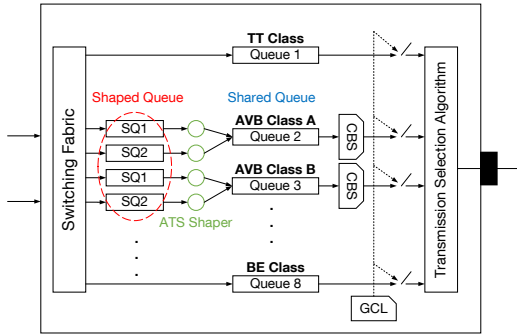 TT Class
Queue 1
Switching Fabric
Shaped Queue
Shared Queue
SQ1
SQ2
SQ1
SQ2
ATS Shaper
AVB Class A
Queue 2
CBS
AVB Class B
Queue 3
CBS
BE Class
Queue 8
GCL
Transmission Selection Algorithm